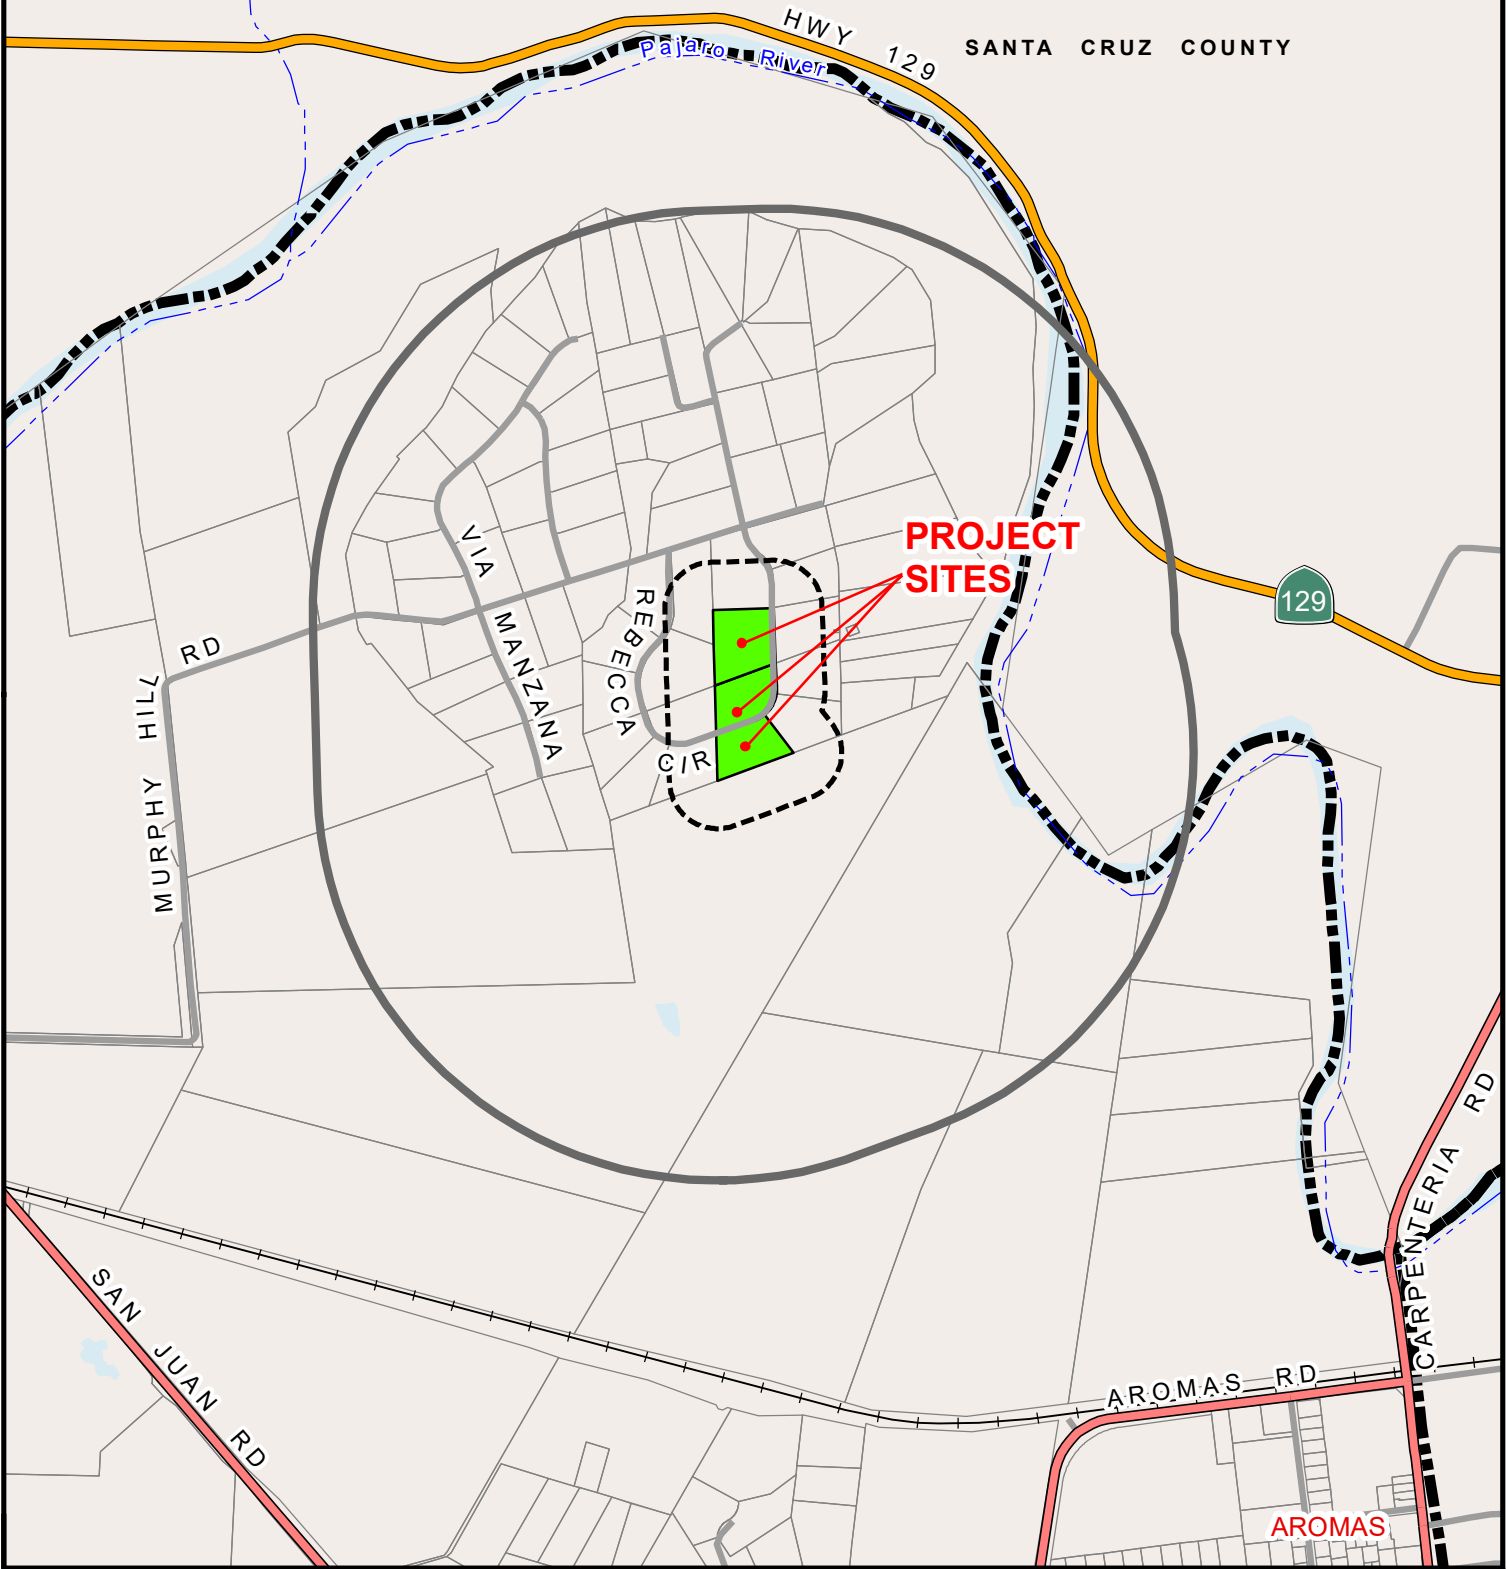 HWY 129
SANTA CRUZ COUNTY
Pajaro River
PROJECT
SITES
VIA MANZANA
REBECCA CIR
129
MURPHY HILL RD
CARPENTERIA RD
SAN JUAN RD
AROMAS RD
AROMAS